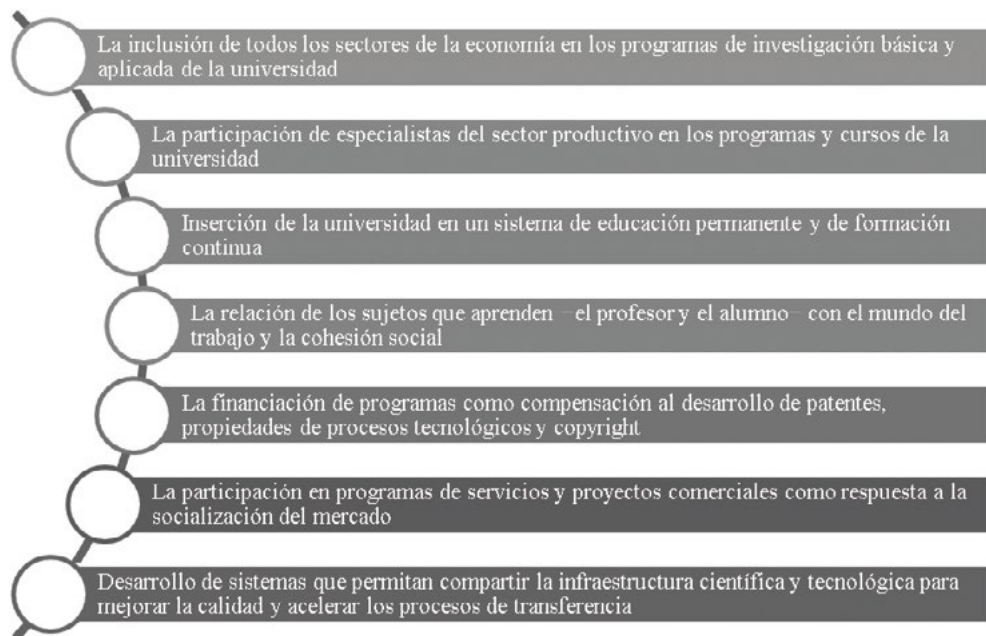 La inclusión de todos los sectores de la economía en los programas de investigación básica y
aplicada de la universidad
La participación de especialistas del sector productivo en los programas y cursos de la
universidad
Inserción de la universidad en un sistema de educación permanente y de formación
continua
La relación de los sujetos que aprenden –el profesor y el alumno– con el mundo del
trabajo y la cohesión social
La financiación de programas como compensación al desarrollo de patentes,
propiedades de procesos tecnológicos y copyright
La participación en programas de servicios y proyectos comerciales como respuesta a la
socialización del mercado
Desarrollo de sistemas que permitan compartir la infraestructura científica y tecnológica para
mejorar la calidad y acelerar los procesos de transferencia